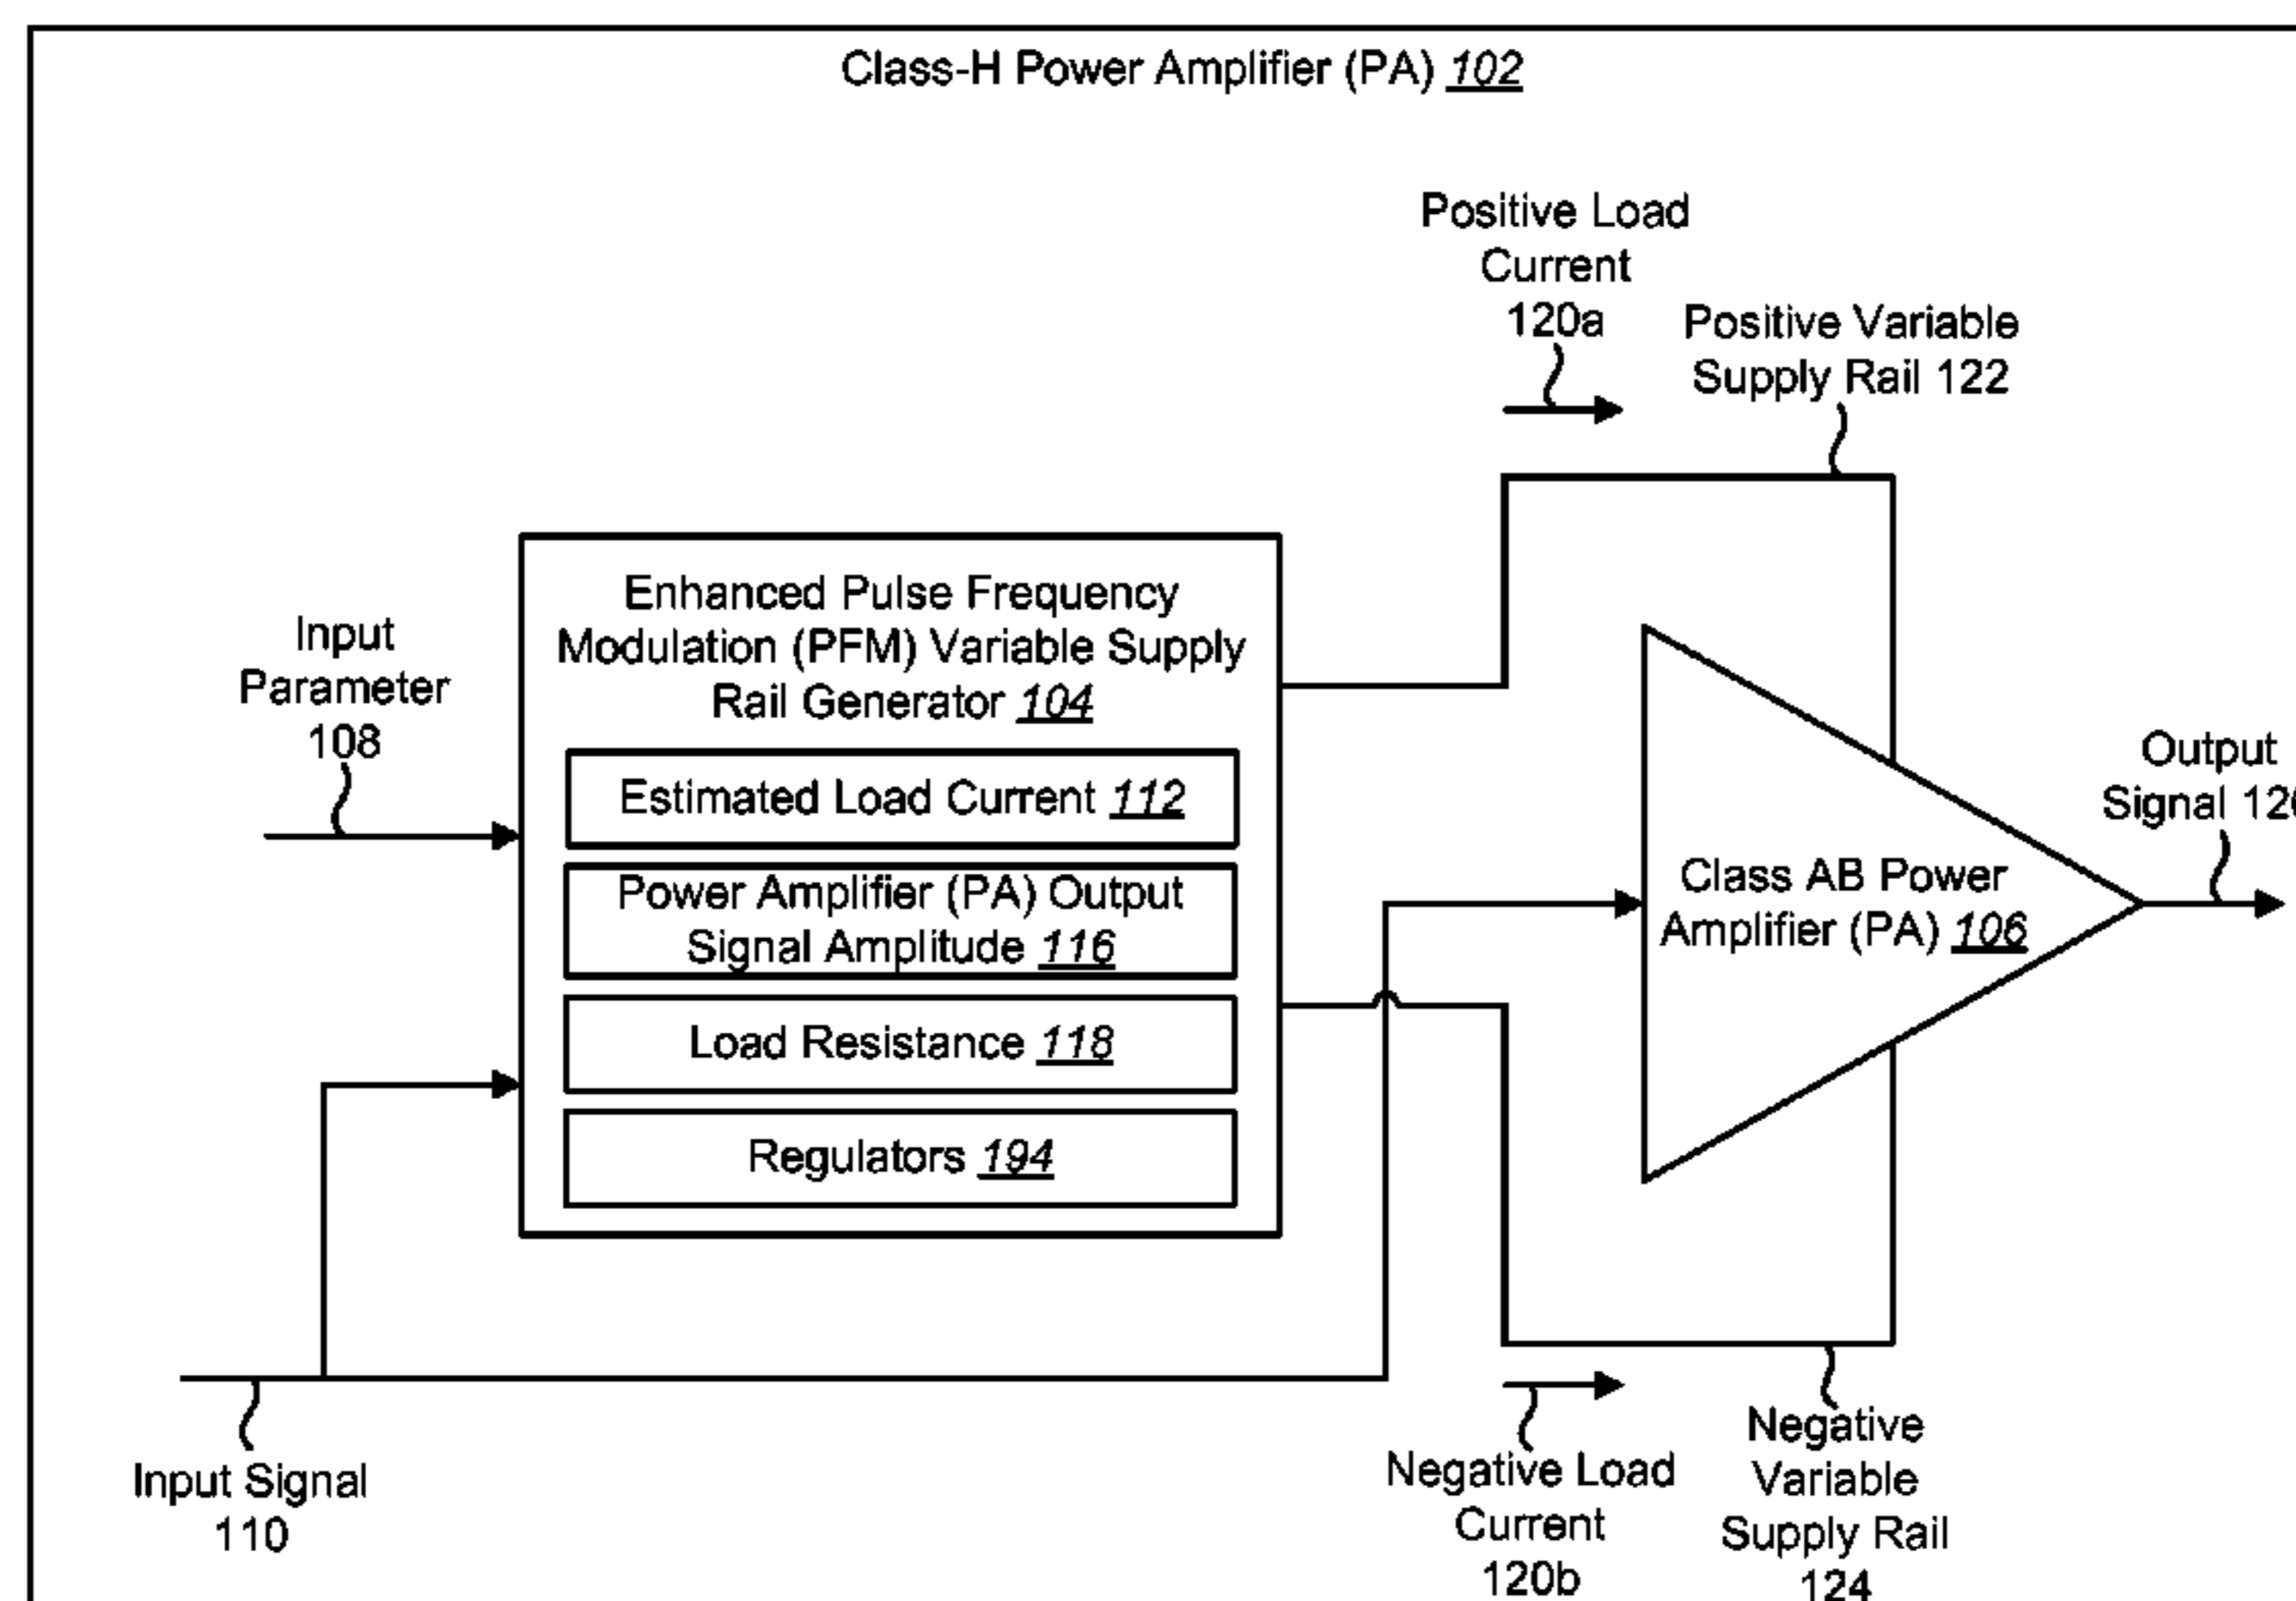 Class-H Power Amplifier (PA) 102
Positive Load
Current
120a
Positive Variable
Supply Rail 122
Enhanced Pulse Frequency
Modulation (PFM) Variable Supply
Rail Generator 104
Input
Parameter
108
Estimated Load Current 112
Power Amplifier (PA) Output
Signal Amplitude 116
Load Resistance 118
Regulators 194
Class AB Power
Amplifier (PA) 106
Output
Signal
Input Signal
110
Negative Load
Current
120b
Negative
Variable
Supply Rail
124